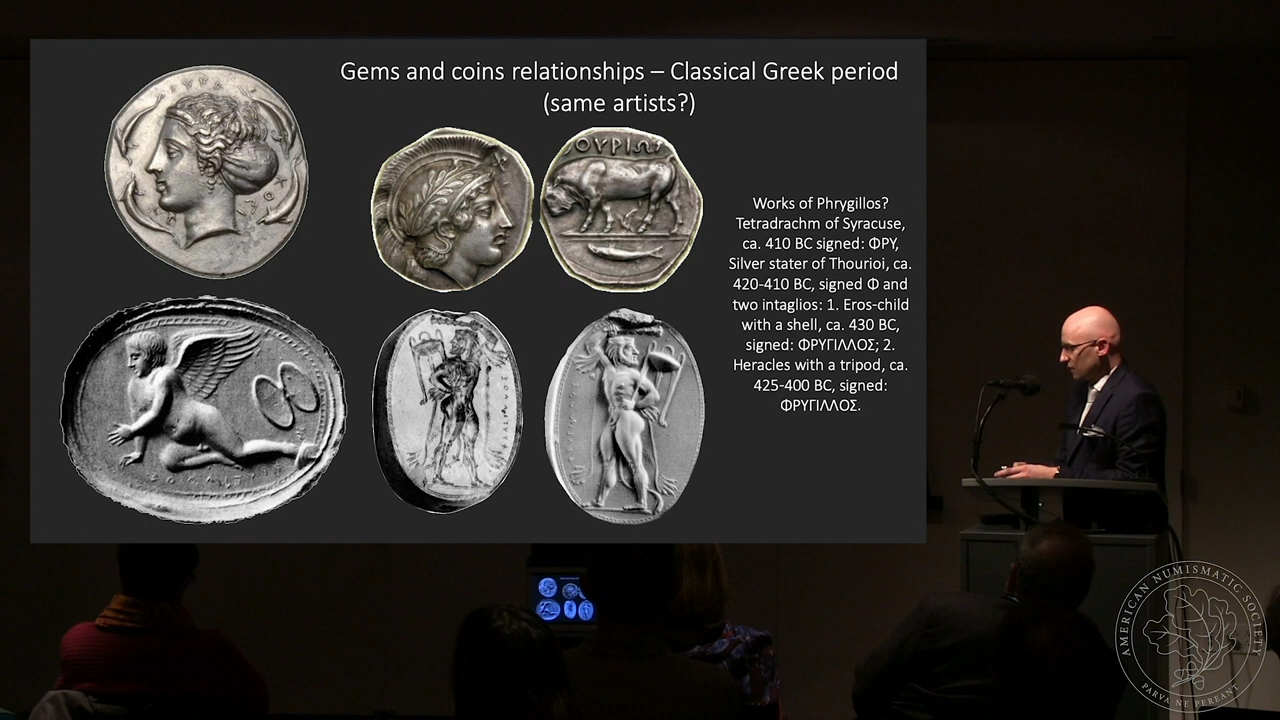 Gems and coins relationships – Classical Greek period
(same artists?)
ΟΥΡΙΩ
Works of Phrygillos?
Tetradrachm of Syracuse,
ca. 410 BC signed: ΦΡΥ,
Silver stater of Thourioi, ca.
420-410 BC, signed Φ and
two intaglios: 1. Eros-child
with a shell, ca. 430 BC,
signed: ΦΡΥΓΙΛΛΟΣ; 2.
Heracles with a tripod, ca.
425-400 BC, signed:
ΦΡΥΓΙΛΛΟΣ.
AMERICAN NUMISMATIC SOCIETY
PARVA NE PEREANT